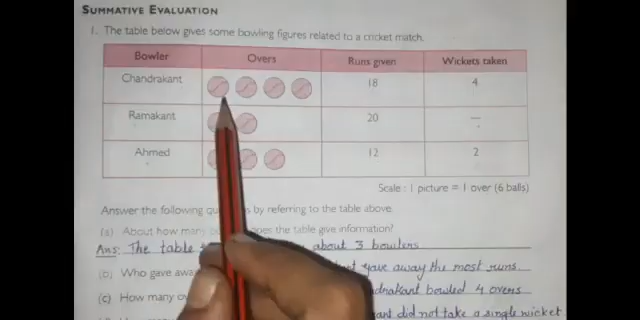 SUMMATIVE EVALUATION
1. The table below gives some bowling figures related to a cricket match.
Bowler Overs Runs given Wickets taken
Chandrakant 18 4
Ramakant 20 —
Ahmed 12 2
Scale : 1 picture = 1 over (6 balls)
Answer the following by referring to the table above.
(a) About how many does the table give information?
Ans: The table about 3 bowlers
(b) Who gave away gave away the most runs.
(c) How many bowled 4 overs
did not take a single wicket